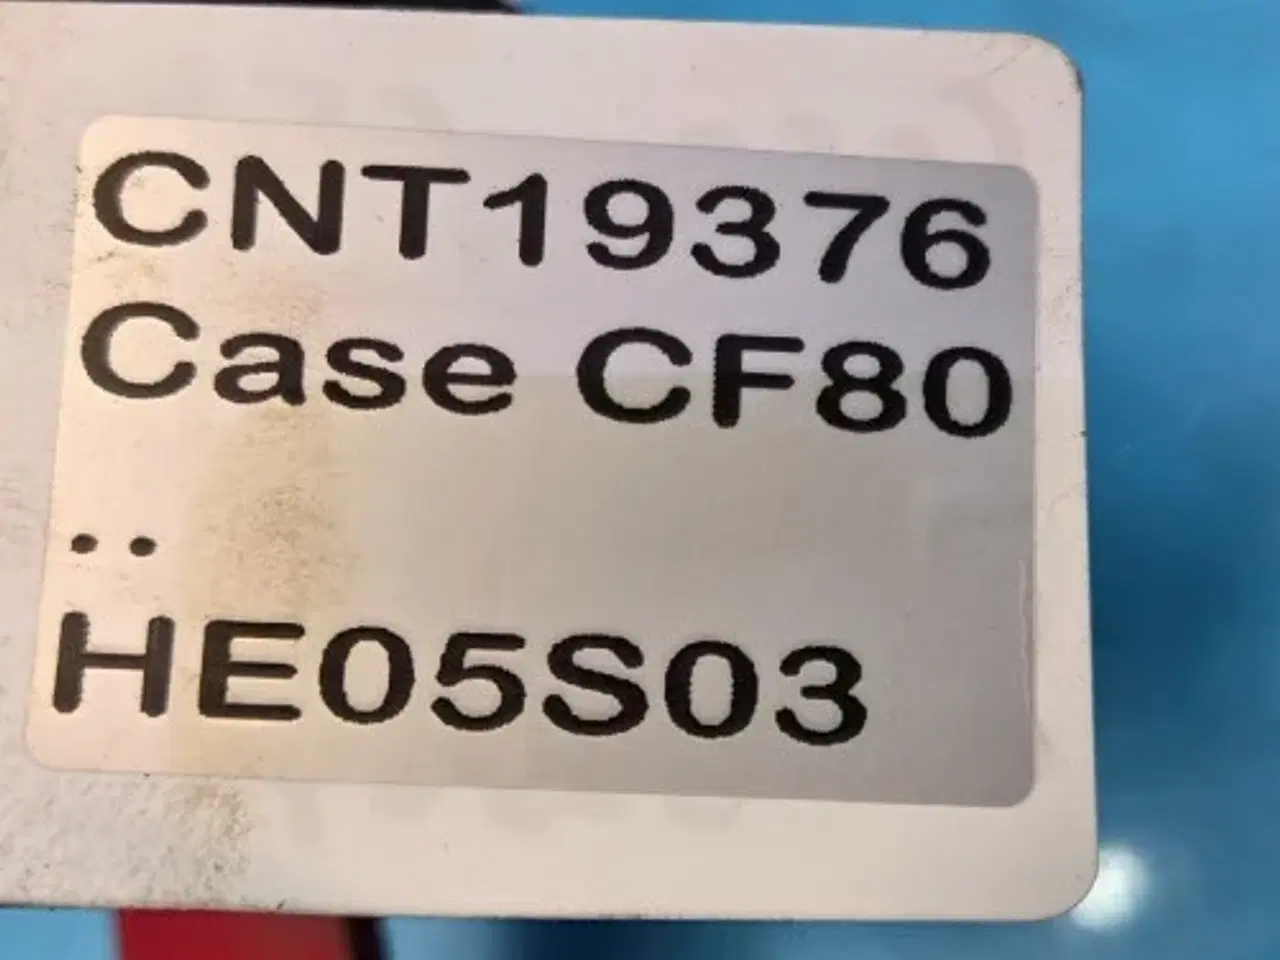 CNT19376
Case CF80
..
HE05S03